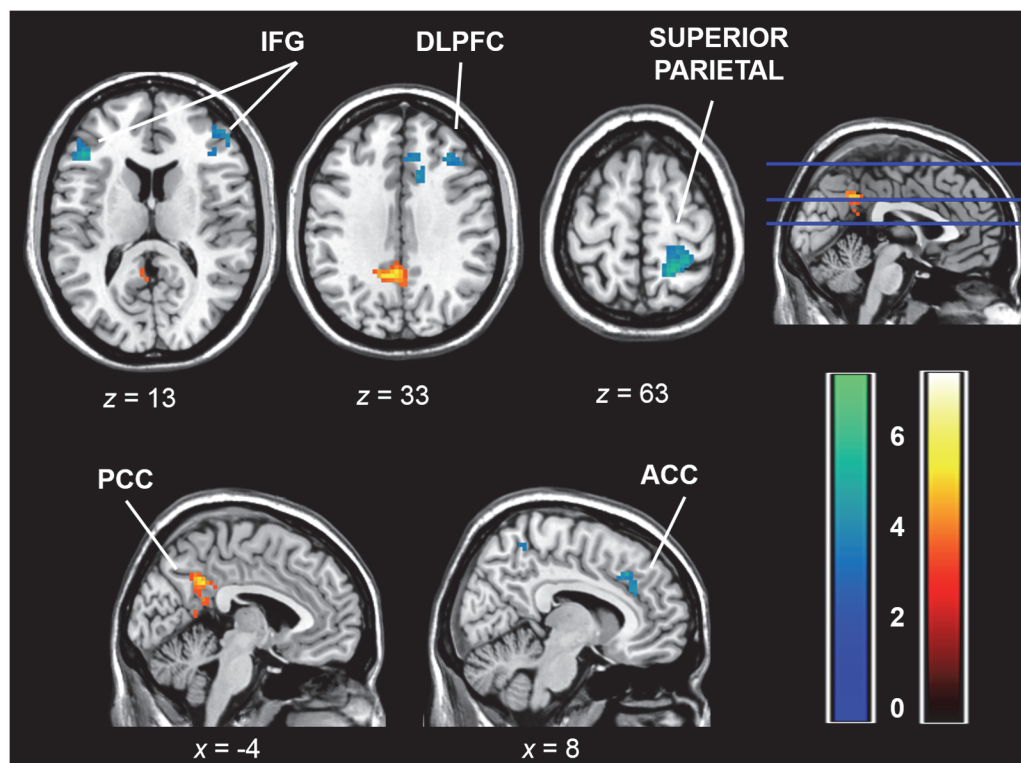 IFG
DLPFC
SUPERIOR
PARIETAL
z = 13
z = 33
z = 63
PCC
ACC
x = -4
x = 8
6
4
2
0